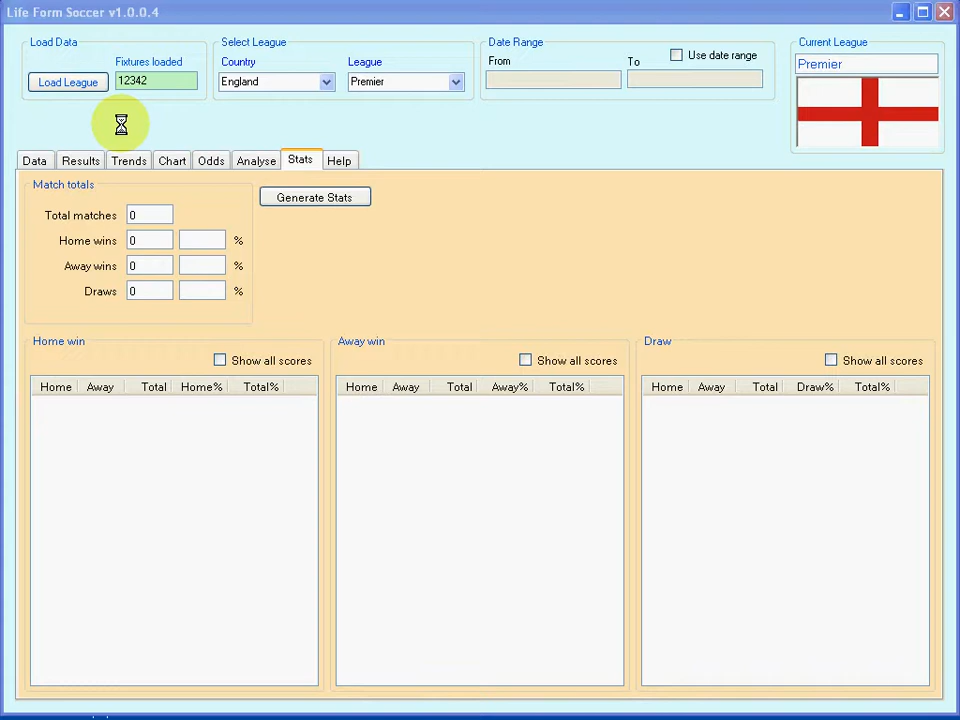 Life Form Soccer v1.0.0.4
Load Data
Fixtures loaded
Load League
12342
Select League
Country
League
England
Premier
Date Range
From
To
Use date range
Current League
Premier
Data
Results
Trends
Chart
Odds
Analyse
Stats
Help
Match totals
Generate Stats
Total matches 0
Home wins 0 %
Away wins 0 %
Draws 0 %
Home win
Show all scores
Home Away Total Home% Total%
Away win
Show all scores
Home Away Total Away% Total%
Draw
Show all scores
Home Away Total Draw% Total%